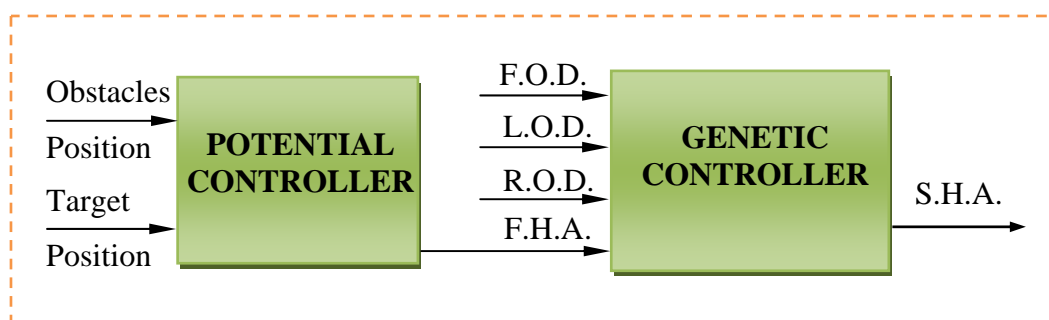 Obstacles
Position
Target
Position
POTENTIAL
CONTROLLER
F.O.D.
L.O.D.
R.O.D.
F.H.A.
GENETIC
CONTROLLER
S.H.A.